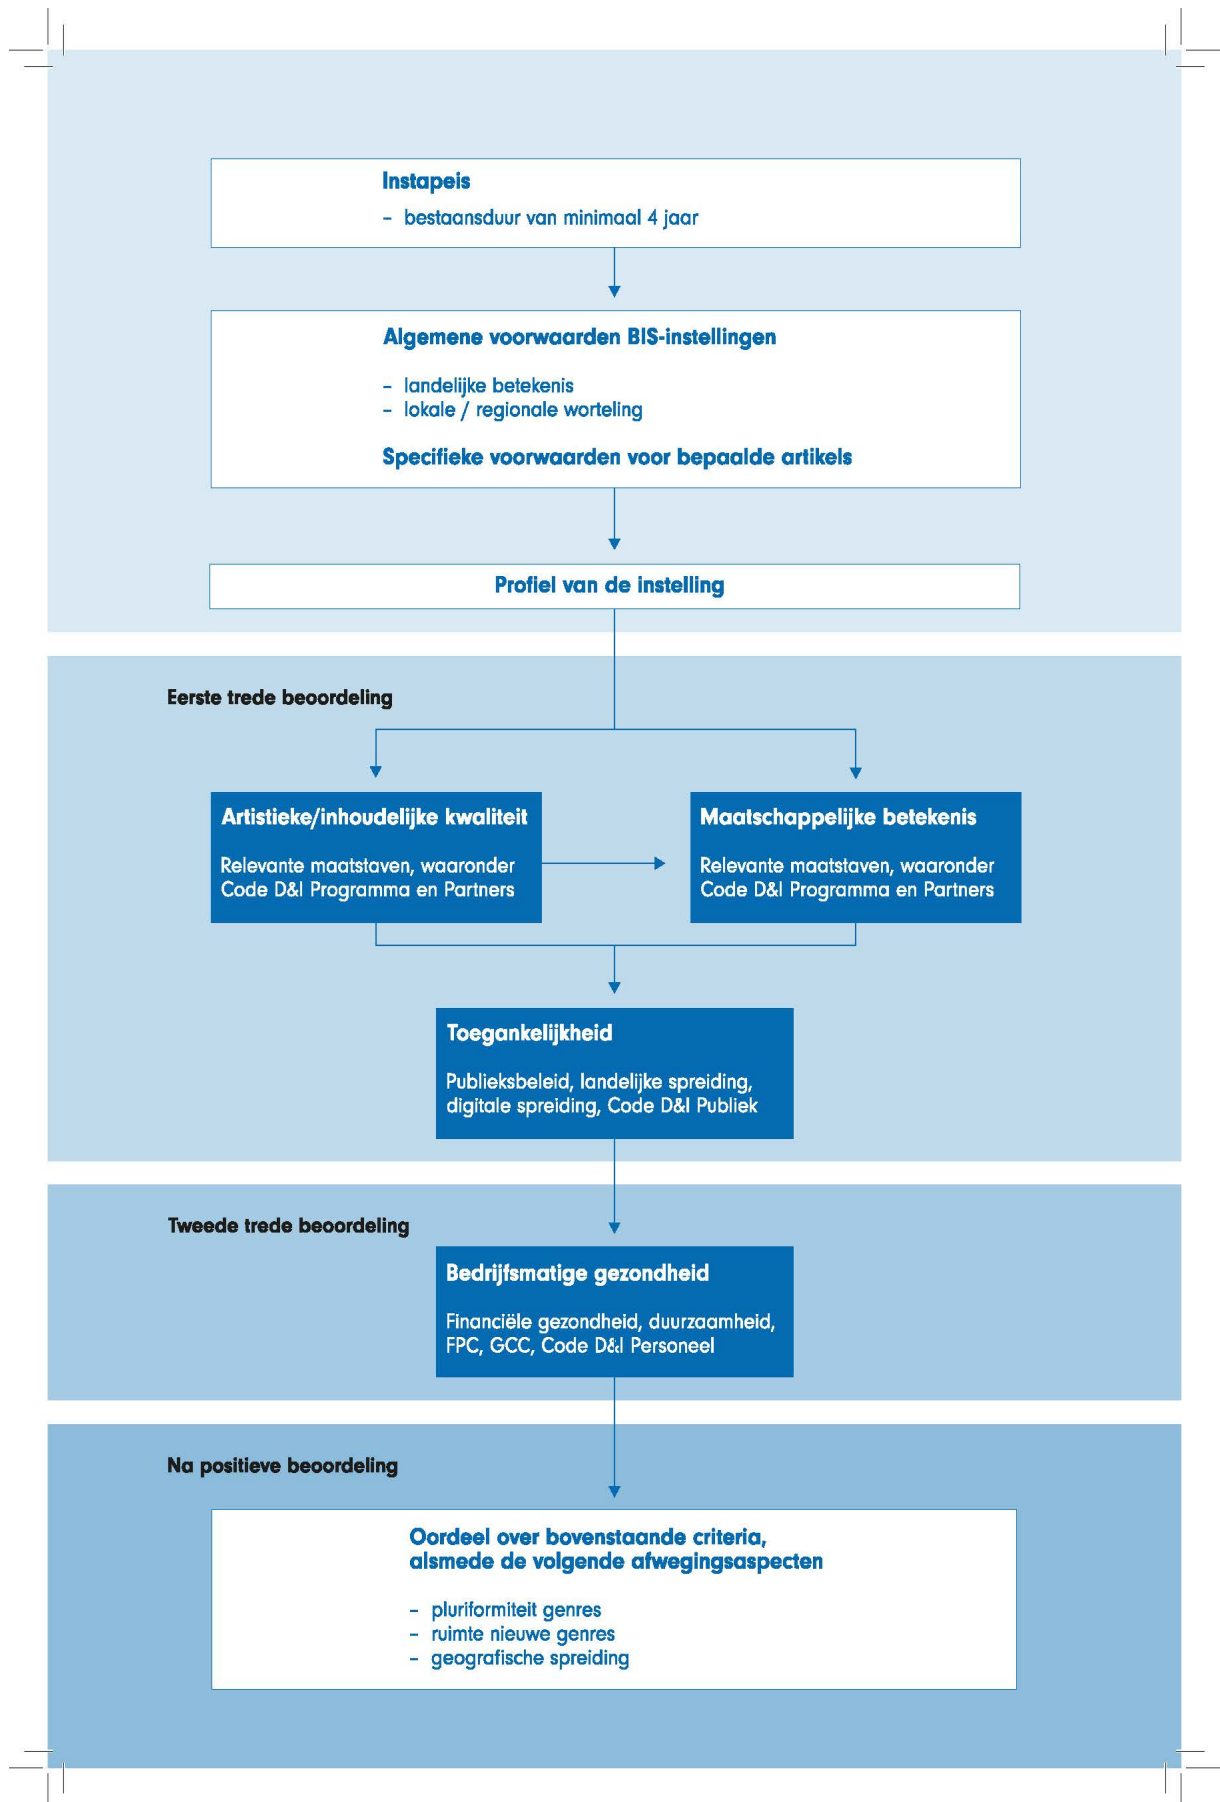 Instapeis
– bestaansduur van minimaal 4 jaar
Algemene voorwaarden BIS-instellingen
– landelijke betekenis
– lokale / regionale worteling
Specifieke voorwaarden voor bepaalde artikels
Profiel van de instelling
Eerste trede beoordeling
Artistieke/inhoudelijke kwaliteit
Relevante maatstaven, waaronder
Code D&I Programma en Partners
Maatschappelijke betekenis
Relevante maatstaven, waaronder
Code D&I Programma en Partners
Toegankelijkheid
Publieksbeleid, landelijke spreiding,
digitale spreiding, Code D&I Publiek
Tweede trede beoordeling
Bedrijfsmatige gezondheid
Financiële gezondheid, duurzaamheid,
FPC, GCC, Code D&I Personeel
Na positieve beoordeling
Oordeel over bovenstaande criteria,
alsmede de volgende afwegingsaspecten
– pluriformiteit genres
– ruimte nieuwe genres
– geografische spreiding